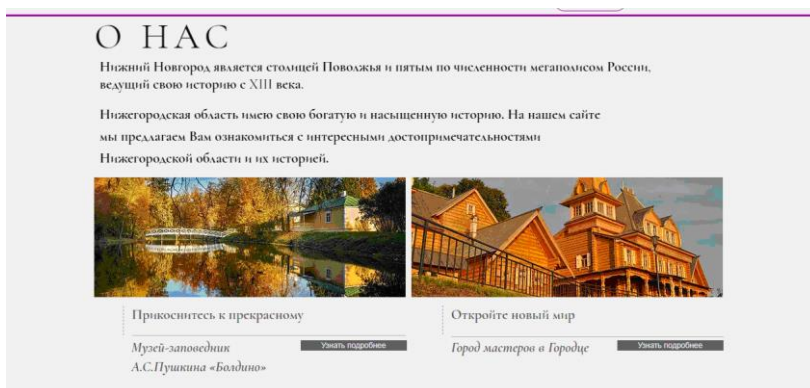 О НАС
Нижний Новгород является столицей Поволжья и пятым по численности мегаполисом России,
ведущий свою историю с XIII века.
Нижегородская область имею свою богатую и насыщенную историю. На нашем сайте
мы предлагаем Вам ознакомиться с интересными достопримечательностями
Нижегородской области и их историей.
Прикоснитесь к прекрасному
Музей-заповедник
А.С.Пушкина «Болдино»
Узнать подробнее
Откройте новый мир
Город мастеров в Городце
Узнать подробнее